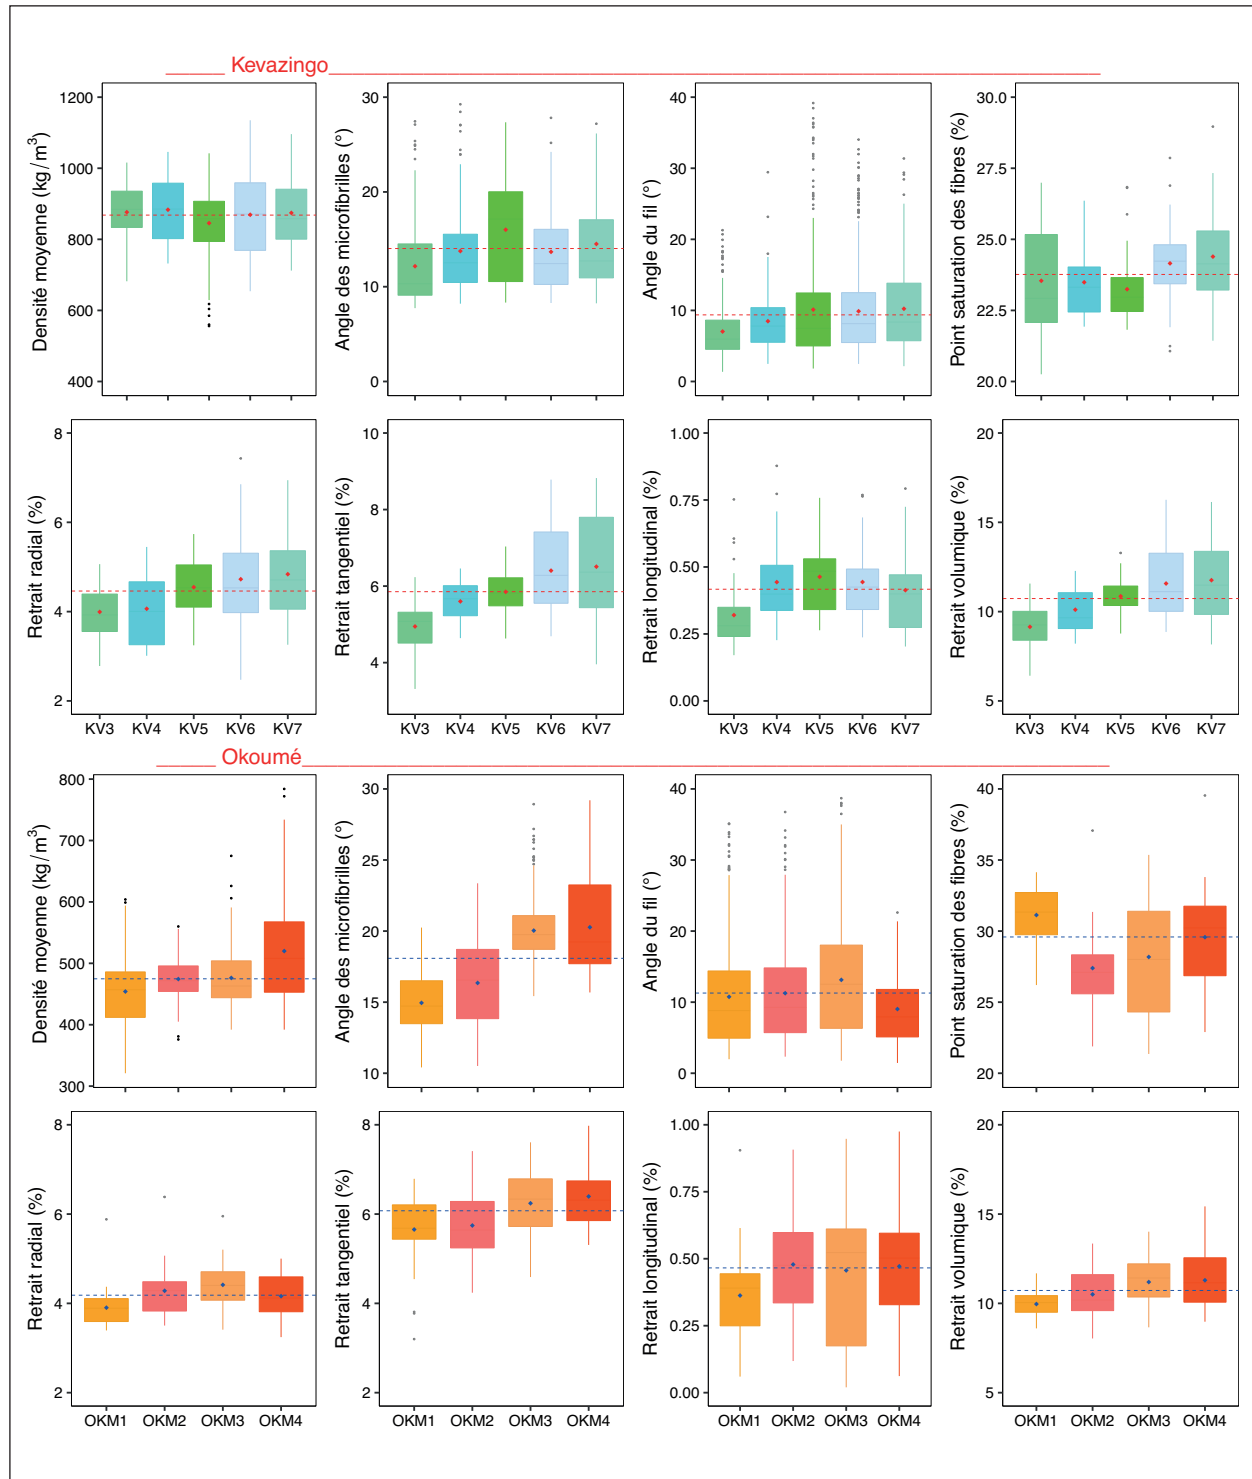 Kevazingo
Densité moyenne (kg/m³)
1200
1000
800
600
400
Angle des microfibrilles (°)
30
20
10
0
Angle du fil (°)
40
30
20
10
0
Point saturation des fibres (%)
30.0
27.5
25.0
22.5
20.0
Retrait radial (%)
8
6
4
2
KV3 KV4 KV5 KV6 KV7
Retrait tangentiel (%)
10
8
6
4
KV3 KV4 KV5 KV6 KV7
Retrait longitudinal (%)
1.00
0.75
0.50
0.25
0.00
KV3 KV4 KV5 KV6 KV7
Retrait volumique (%)
20
15
10
5
KV3 KV4 KV5 KV6 KV7
Okoumé
Densité moyenne (kg/m³)
800
700
600
500
400
300
Angle des microfibrilles (°)
30
25
20
15
10
Angle du fil (°)
40
30
20
10
0
Point saturation des fibres (%)
40
35
30
25
20
Retrait radial (%)
8
6
4
2
OKM1 OKM2 OKM3 OKM4
Retrait tangentiel (%)
8
6
4
2
OKM1 OKM2 OKM3 OKM4
Retrait longitudinal (%)
1.00
0.75
0.50
0.25
0.00
OKM1 OKM2 OKM3 OKM4
Retrait volumique (%)
20
15
10
5
OKM1 OKM2 OKM3 OKM4